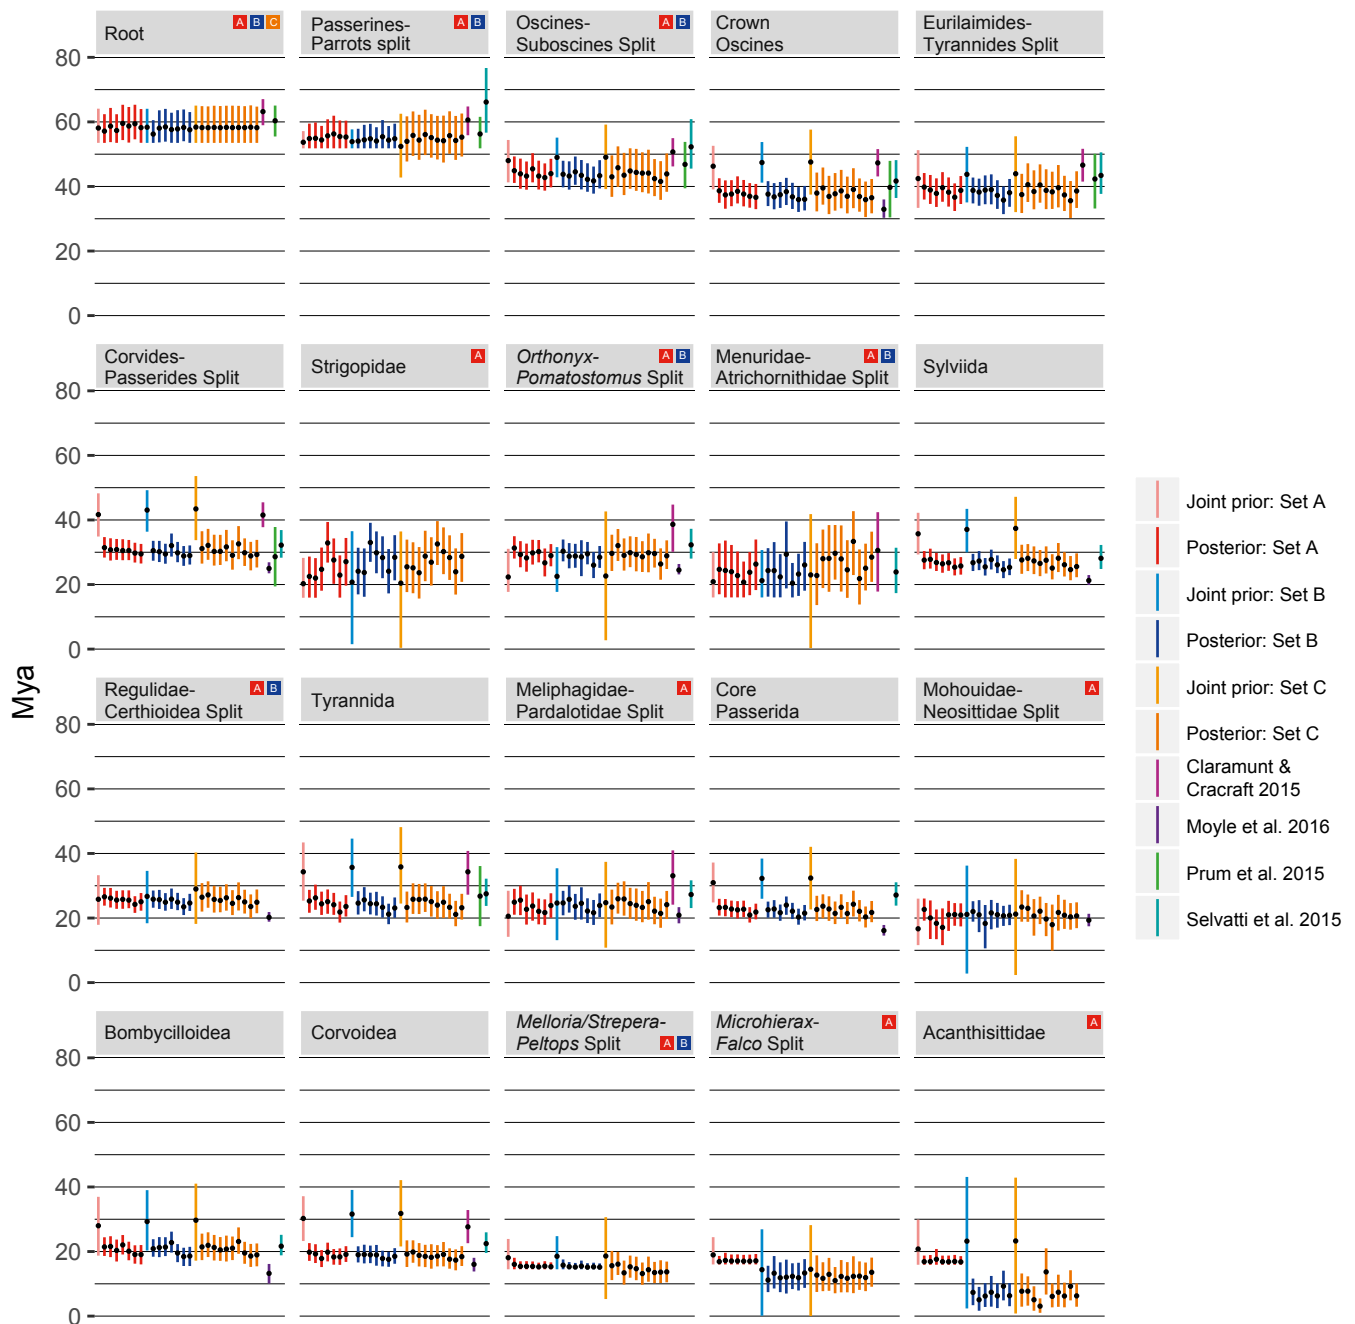 Root A B C
Passerines-
Parrots split A B
Oscines-
Suboscines Split A B
Crown
Oscines
Eurilaimides-
Tyrannides Split
80
60
40
20
0
Corvides-
Passerides Split
Strigopidae A
Orthonyx-
Pomatostomus Split A B
Menuridae-
Atrichornithidae Split A B
Sylviida
80
60
40
20
0
Mya
Regulidae-
Certhioidea Split A B
Tyrannida
Meliphagidae-
Pardalotidae Split A
Core
Passerida
Mohouidae-
Neosittidae Split A
80
60
40
20
0
Bombycilloidea
Corvoidea
Melloria/Strepera-
Peltops Split A B
Microhierax-
Falco Split A
Acanthisittidae A
80
60
40
20
0
Joint prior: Set A
Posterior: Set A
Joint prior: Set B
Posterior: Set B
Joint prior: Set C
Posterior: Set C
Claramunt &
Cracraft 2015
Moyle et al. 2016
Prum et al. 2015
Selvatti et al. 2015